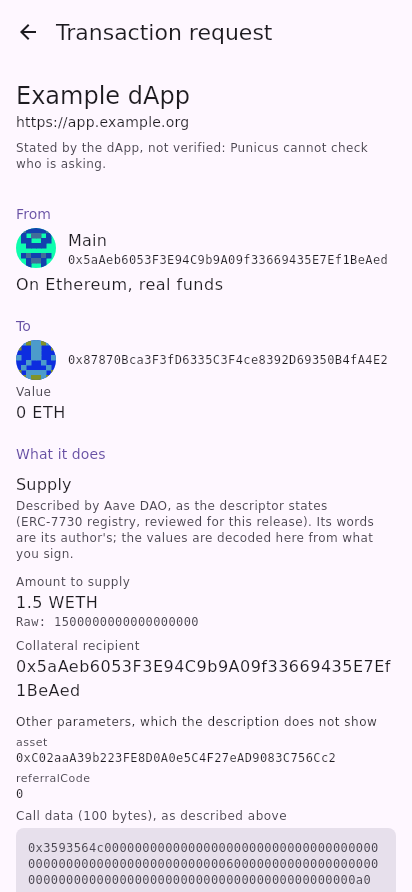 Transaction request
Example dApp
https://app.example.org
Stated by the dApp, not verified: Punicus cannot check
who is asking.
From
Main
0x5aAeb6053F3E94C9b9A09f33669435E7Ef1BeAed
On Ethereum, real funds
To
0x87870Bca3F3fD6335C3F4ce8392D69350B4fA4E2
Value
0 ETH
What it does
Supply
Described by Aave DAO, as the descriptor states
(ERC-7730 registry, reviewed for this release). Its words
are its author's; the values are decoded here from what
you sign.
Amount to supply
1.5 WETH
Raw: 1500000000000000000
Collateral recipient
0x5aAeb6053F3E94C9b9A09f33669435E7Ef
1BeAed
Other parameters, which the description does not show
asset
0xC02aaA39b223FE8D0A0e5C4F27eAD9083C756Cc2
referralCode
0
Call data (100 bytes), as described above
0x3593564c000000000000000000000000000000000000
0000000000000000000000000060000000000000000000
0000000000000000000000000000000000000000000a0